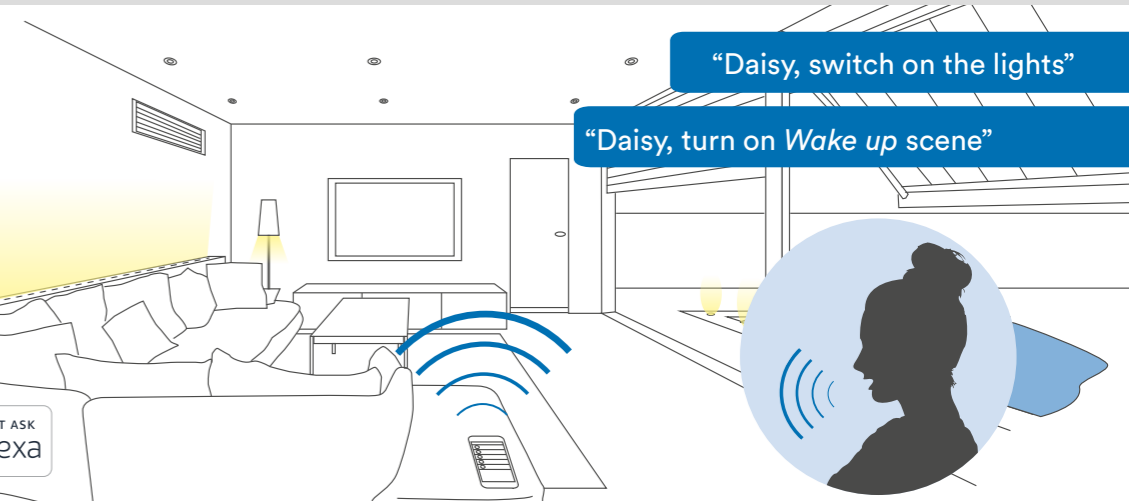 “Daisy, switch on the lights”
“Daisy, turn on Wake up scene”
T ASK
exa